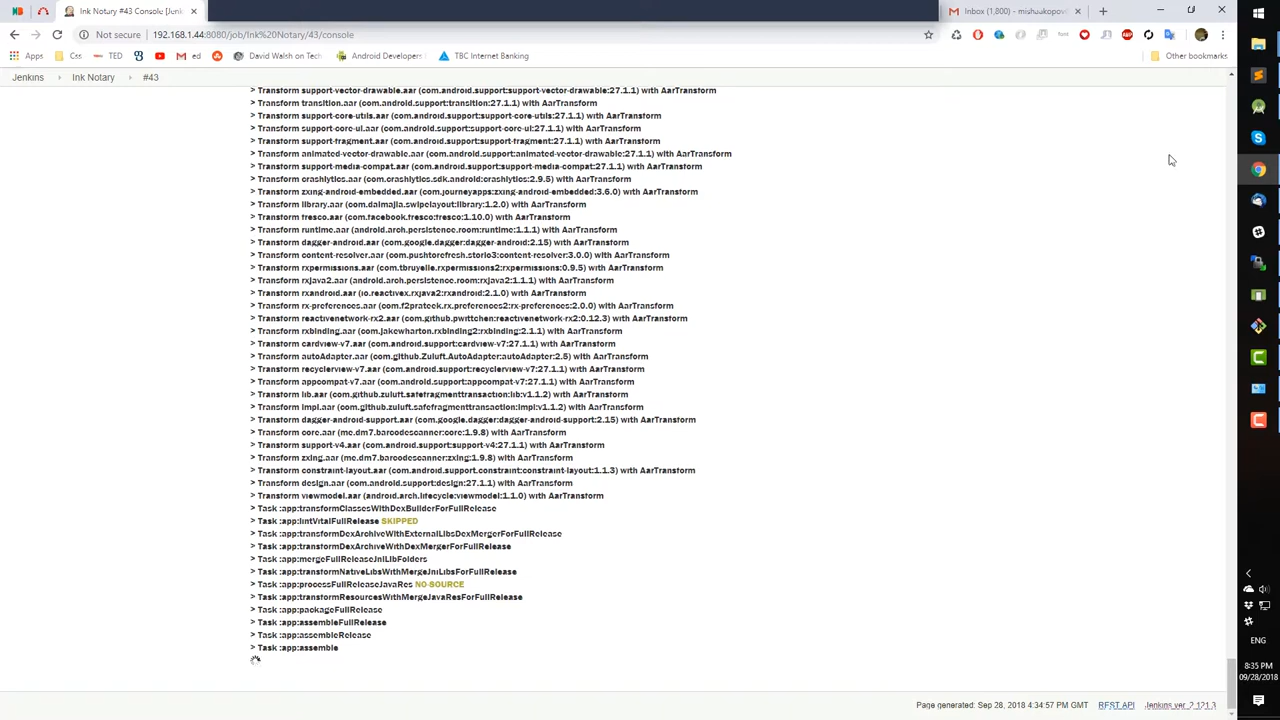 Ink Notary #43 Console [Jenk
Inbox (1,800) - mishuakopov@
Not secure
192.168.1.44:8080/job/Ink%20Notary/43/console
Apps
Css
TED
ed
David Walsh on Tech
Android Developers
TBC Internet Banking
Other bookmarks
Jenkins
Ink Notary
#43
> Transform support-vector-drawable.aar (com.android.support:support-vector-drawable:27.1.1) with AarTransform
> Transform transition.aar (com.android.support:transition:27.1.1) with AarTransform
> Transform support-core-utils.aar (com.android.support:support-core-utils:27.1.1) with AarTransform
> Transform support-core-ui.aar (com.android.support:support-core-ui:27.1.1) with AarTransform
> Transform support-fragment.aar (com.android.support:support-fragment:27.1.1) with AarTransform
> Transform animated-vector-drawable.aar (com.android.support:animated-vector-drawable:27.1.1) with AarTransform
> Transform support-media-compat.aar (com.android.support:support-media-compat:27.1.1) with AarTransform
> Transform crashlytics.aar (com.crashlytics.sdk.android:crashlytics:2.9.5) with AarTransform
> Transform zxing-android-embedded.aar (com.journeyapps:zxing-android-embedded:3.6.0) with AarTransform
> Transform library.aar (com.daimajia.swipelayout:library:1.2.0) with AarTransform
> Transform fresco.aar (com.facebook.fresco:fresco:1.10.0) with AarTransform
> Transform runtime.aar (android.arch.persistence.room:runtime:1.1.1) with AarTransform
> Transform dagger-android.aar (com.google.dagger:dagger-android:2.15) with AarTransform
> Transform content-resolver.aar (com.pushtorefresh.storio3:content-resolver:3.0.0) with AarTransform
> Transform rxpermissions.aar (com.tbruyelle.rxpermissions2:rxpermissions:0.9.5) with AarTransform
> Transform rxjava2.aar (android.arch.persistence.room:rxjava2:1.1.1) with AarTransform
> Transform rxandroid.aar (io.reactivex.rxjava2:rxandroid:2.1.0) with AarTransform
> Transform rx-preferences.aar (com.f2prateek.rx.preferences2:rx-preferences:2.0.0) with AarTransform
> Transform reactivenetwork-rx2.aar (com.github.pwittchen:reactivenetwork-rx2:0.12.3) with AarTransform
> Transform rxbinding.aar (com.jakewharton.rxbinding2:rxbinding:2.1.1) with AarTransform
> Transform cardview-v7.aar (com.android.support:cardview-v7:27.1.1) with AarTransform
> Transform autoAdapter.aar (com.github.Zuluft.AutoAdapter:autoAdapter:2.5) with AarTransform
> Transform recyclerview-v7.aar (com.android.support:recyclerview-v7:27.1.1) with AarTransform
> Transform appcompat-v7.aar (com.android.support:appcompat-v7:27.1.1) with AarTransform
> Transform lib.aar (com.github.zuluft.safefragmenttransaction:lib:v1.1.2) with AarTransform
> Transform impl.aar (com.github.zuluft.safefragmenttransaction:impl:v1.1.2) with AarTransform
> Transform dagger-android-support.aar (com.google.dagger:dagger-android-support:2.15) with AarTransform
> Transform core.aar (me.dm7.barcodescanner:core:1.9.8) with AarTransform
> Transform support-v4.aar (com.android.support:support-v4:27.1.1) with AarTransform
> Transform zxing.aar (me.dm7.barcodescanner:zxing:1.9.8) with AarTransform
> Transform constraint-layout.aar (com.android.support.constraint:constraint-layout:1.1.3) with AarTransform
> Transform design.aar (com.android.support:design:27.1.1) with AarTransform
> Transform viewmodel.aar (android.arch.lifecycle:viewmodel:1.1.0) with AarTransform
> Task :app:transformClassesWithDexBuilderForFullRelease
> Task :app:lintVitalFullRelease SKIPPED
> Task :app:transformDexArchiveWithExternalLibsDexMergerForFullRelease
> Task :app:transformDexArchiveWithDexMergerForFullRelease
> Task :app:mergeFullReleaseJniLibFolders
> Task :app:transformNativeLibsWithMergeJniLibsForFullRelease
> Task :app:processFullReleaseJavaRes NO-SOURCE
> Task :app:transformResourcesWithMergeJavaResForFullRelease
> Task :app:packageFullRelease
> Task :app:assembleFullRelease
> Task :app:assembleRelease
> Task :app:assemble
ENG
8:35 PM
09/28/2018
Page generated: Sep 28, 2018 4:34:57 PM GMT
REST API
Jenkins ver. 2.121.3